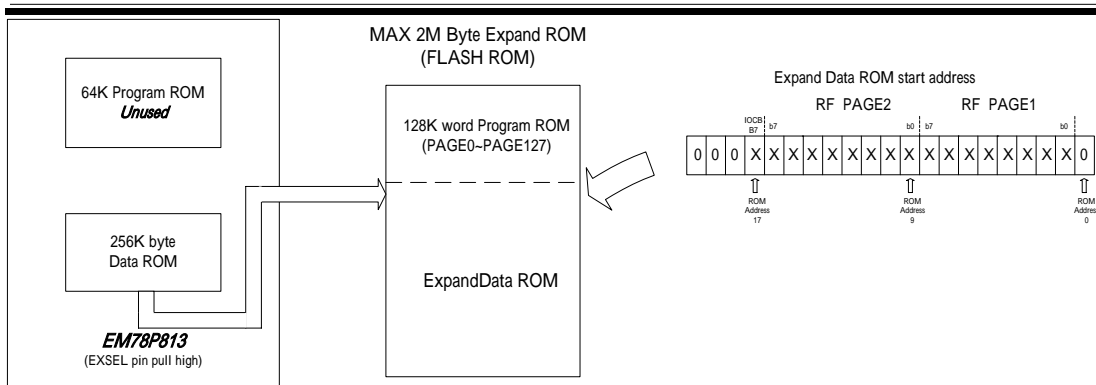 64K Program ROM
Unused
256K byte
Data ROM
EM78P813
(EXSEL pin pull high)
MAX 2M Byte Expand ROM
(FLASH ROM)
128K word Program ROM
(PAGE0~PAGE127)
ExpandData ROM
Expand Data ROM start address
RF PAGE2 RF PAGE1
IOCB
B7 b7 b0 b7 b0
0 0 0 X X X X X X X X X X X X X X X X X X 0
ROM
Address
17
ROM
Address
9
ROM
Addres
0